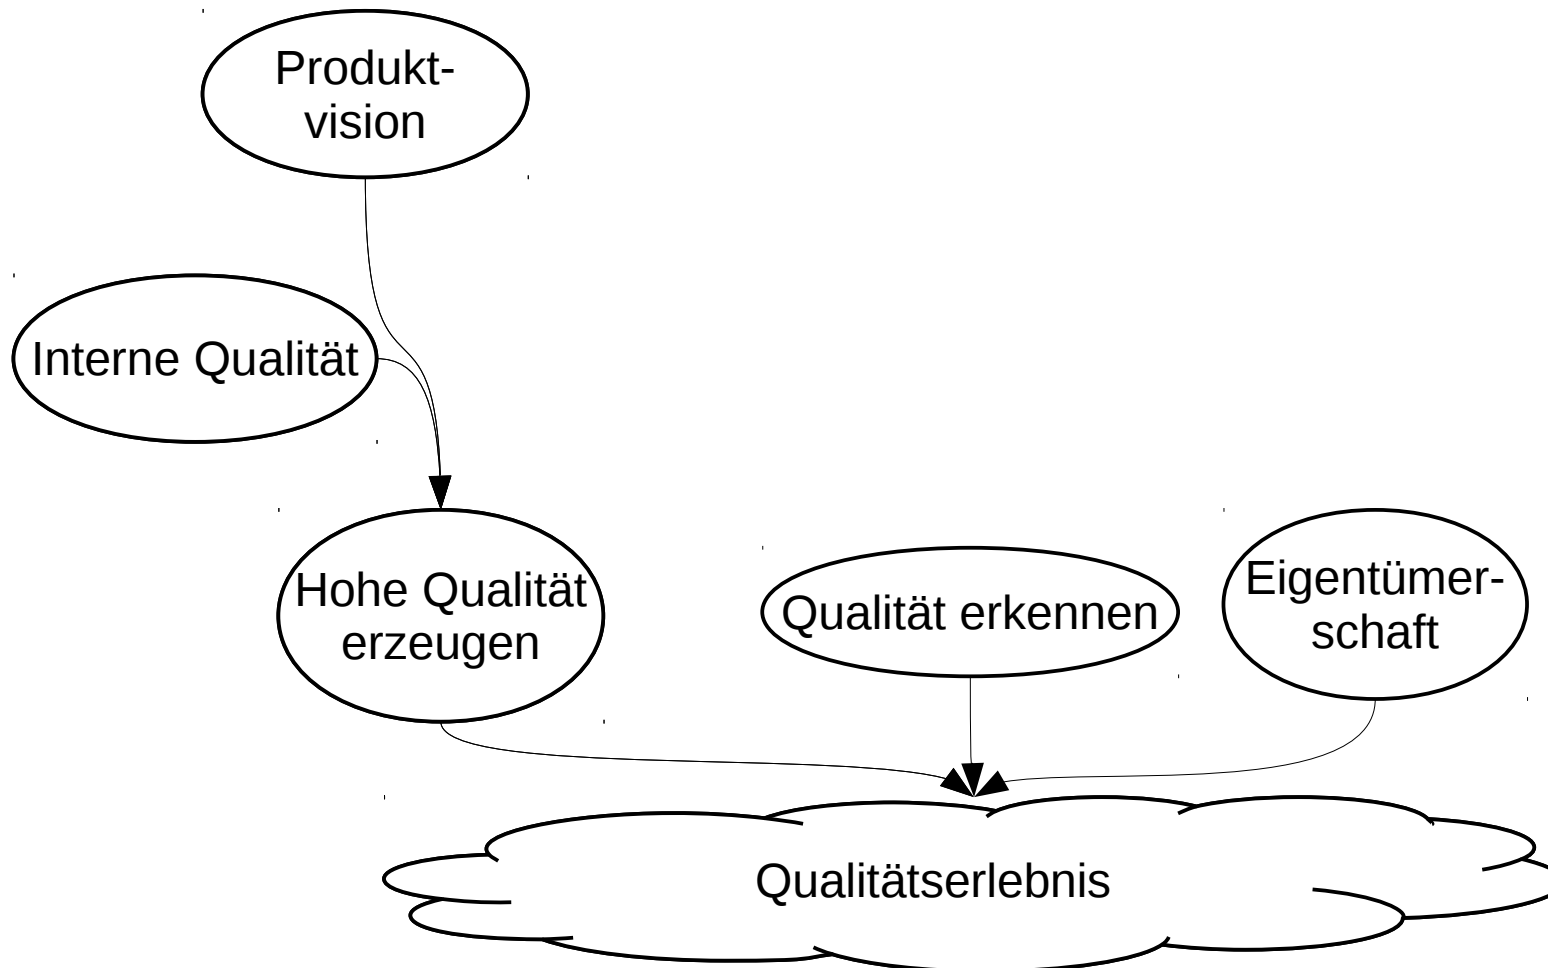 Produkt-
vision
Interne Qualität
Hohe Qualität
erzeugen
Qualität erkennen
Eigentümer-
schaft
Qualitätserlebnis